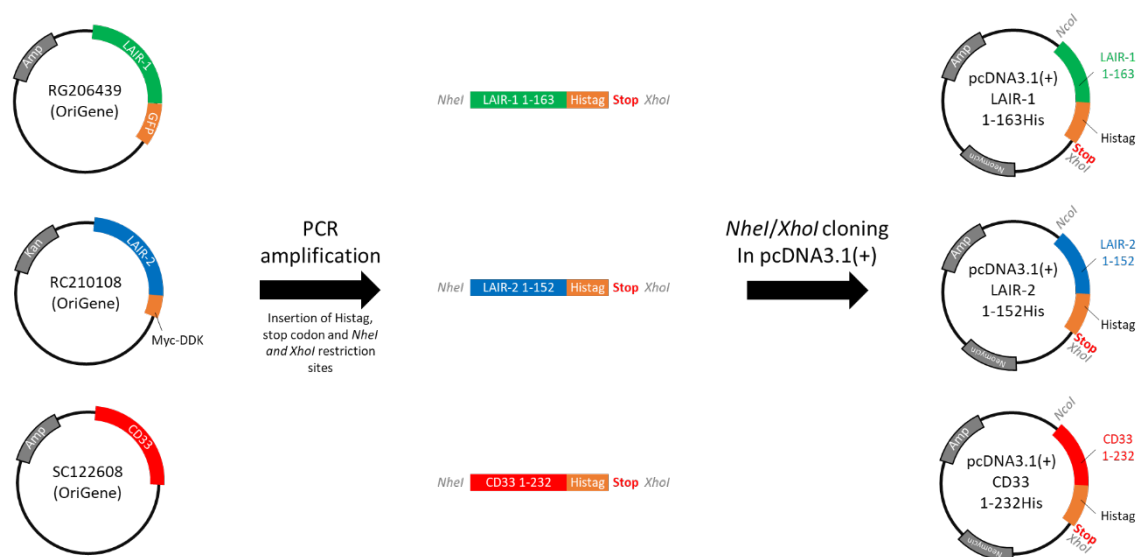 Amp
LAIR-1
GFP
RG206439
(OriGene)
NheI LAIR-1 1-163 Histag Stop XhoI
NcoI
Amp
pcDNA3.1(+)
LAIR-1
1-163His
LAIR-1
1-163
Histag
Stop
XhoI
Neomycin
Kan
LAIR-2
RC210108
(OriGene)
Myc-DDK
PCR
amplification
Insertion of Histag,
stop codon and NheI
and XhoI restriction
sites
NheI LAIR-2 1-152 Histag Stop XhoI
NheI/XhoI cloning
In pcDNA3.1(+)
NcoI
Amp
pcDNA3.1(+)
LAIR-2
1-152His
LAIR-2
1-152
Histag
Stop
XhoI
Neomycin
Amp
CD33
SC122608
(OriGene)
NheI CD33 1-232 Histag Stop XhoI
NcoI
Amp
pcDNA3.1(+)
CD33
1-232His
CD33
1-232
Histag
Stop
XhoI
Neomycin